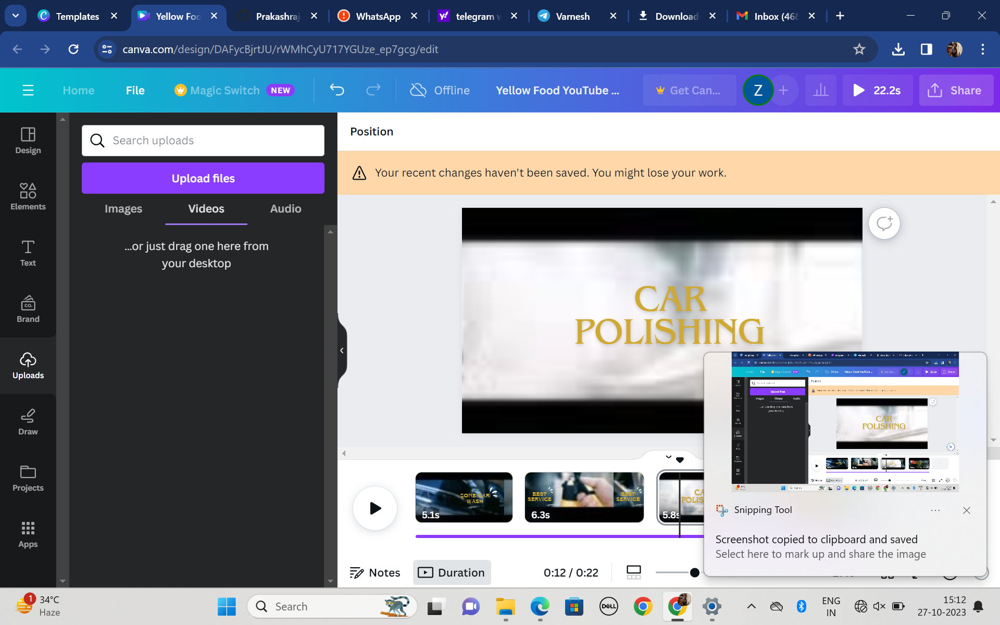 Templates
Yellow Foo
Prakashraj
WhatsApp
telegram w
Varnesh
Download
Inbox (468
canva.com/design/DAFycBjrtJU/rWMhCyU717YGUze_ep7gcg/edit
Home
File
Magic Switch
NEW
Offline
Yellow Food YouTube ...
Get Can...
Z
22.2s
Share
Design
Elements
Text
CO.
Brand
Uploads
Draw
Projects
Apps
Search uploads
Upload files
Images
Videos
Audio
...or just drag one here from
your desktop
Position
Your recent changes haven't been saved. You might lose your work.
CAR
POLISHING
ZONE CAR
WASH
5.1s
BEST
SERVICE
BEST
SERVICE
6.3s
CA
POLIS
5.8s
Notes
Duration
0:12 / 0:22
Snipping Tool
Screenshot copied to clipboard and saved
Select here to mark up and share the image
1
34°C
Haze
Search
DELL
ENG
IN
15:12
27-10-2023